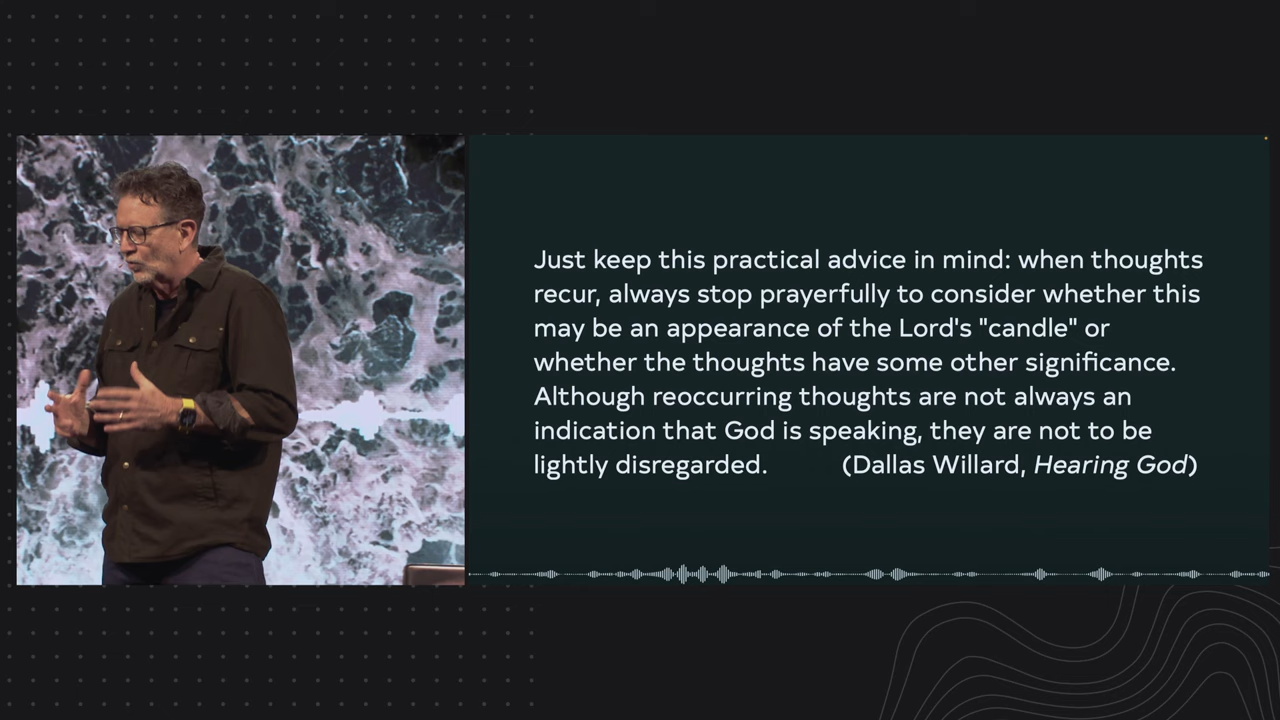 Just keep this practical advice in mind: when thoughts
recur, always stop prayerfully to consider whether this
may be an appearance of the Lord's "candle" or
whether the thoughts have some other significance.
Although reoccurring thoughts are not always an
indication that God is speaking, they are not to be
lightly disregarded. (Dallas Willard, Hearing God)